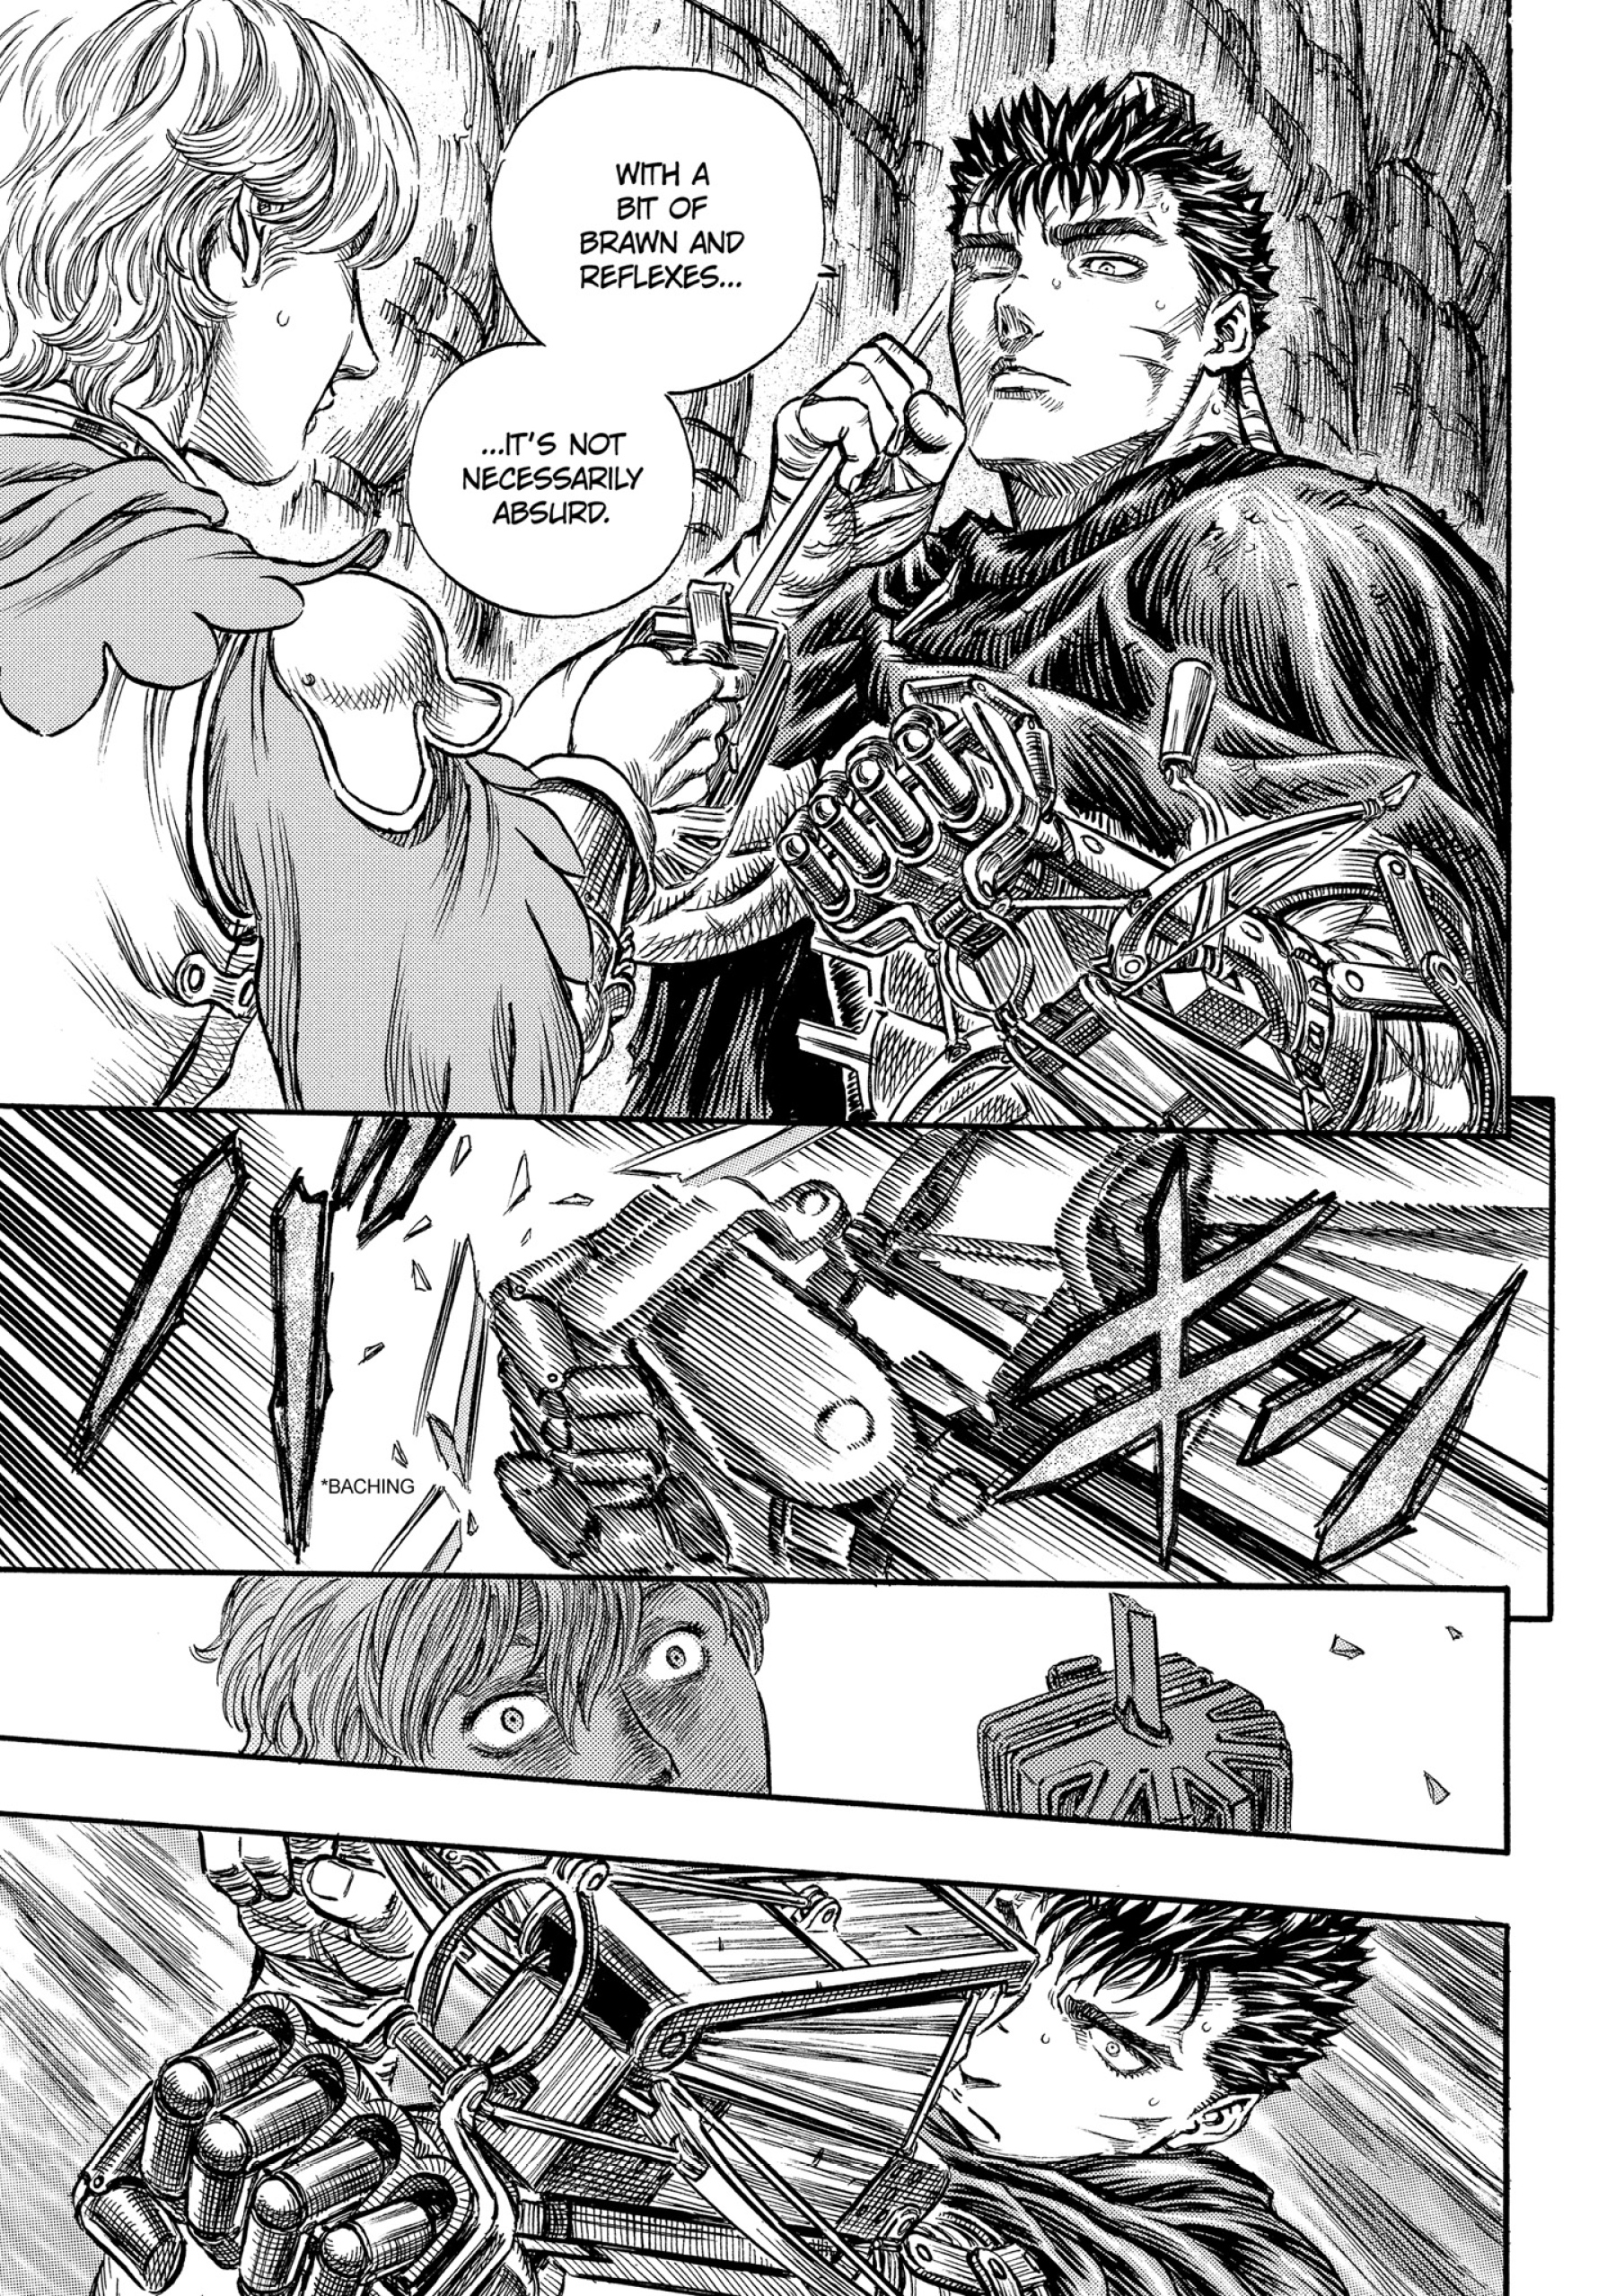 WITH A
BIT OF
BRAWN AND
REFLEXES...
...IT'S NOT
NECESSARILY
ABSURD.
*BACHING